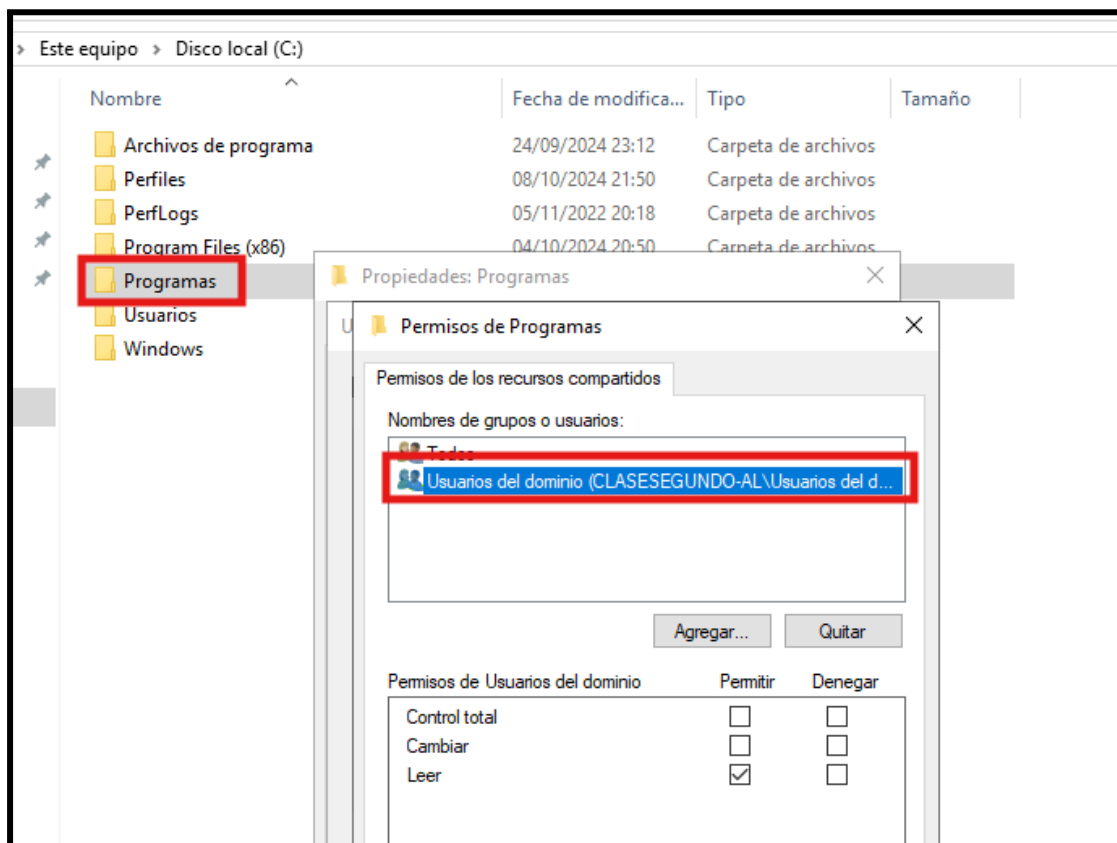 Este equipo > Disco local (C:)
Nombre Fecha de modifica... Tipo Tamaño
Archivos de programa 24/09/2024 23:12 Carpeta de archivos
Perfiles 08/10/2024 21:50 Carpeta de archivos
PerfLogs 05/11/2022 20:18 Carpeta de archivos
Program Files (x86) 04/10/2024 20:50 Carpeta de archivos
Programas
Usuarios
Windows
Propiedades: Programas
U
Permisos de Programas
Permisos de los recursos compartidos
Nombres de grupos o usuarios:
Todos
Usuarios del dominio (CLASESEGUNDO-AL\Usuarios del d...
Agregar... Quitar
Permisos de Usuarios del dominio Permitir Denegar
Control total
Cambiar
Leer